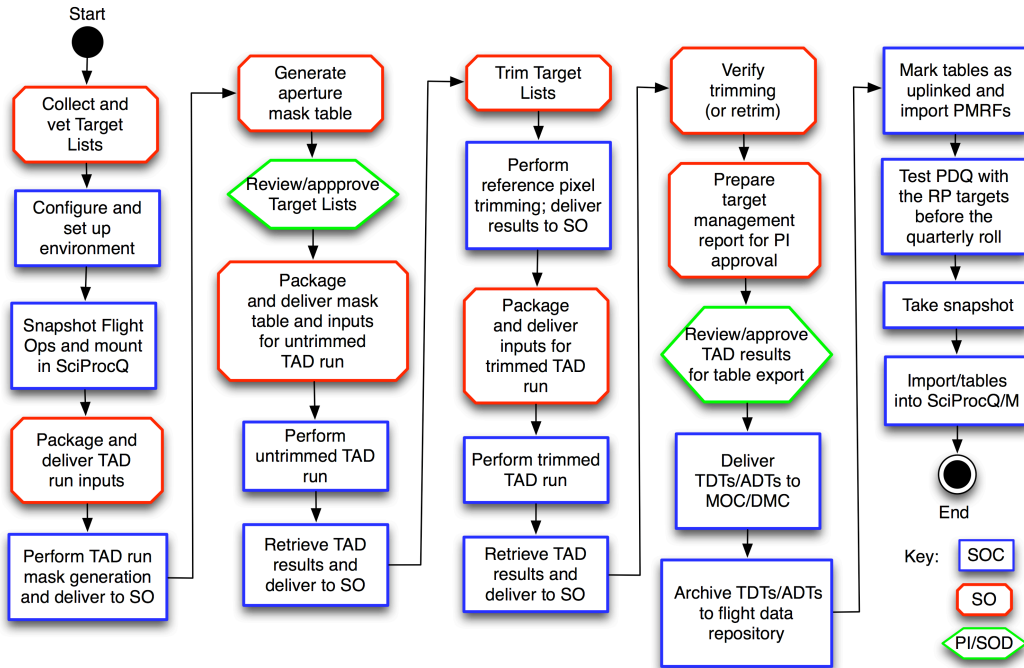 Start
Collect and
vet Target
Lists
Configure and
set up
environment
Snapshot Flight
Ops and mount
in SciProcQ
Package and
deliver TAD
run inputs
Perform TAD run
mask generation
and deliver to SO
Generate
aperture
mask table
Review/appprove
Target Lists
Package
and deliver mask
table and inputs
for untrimmed
TAD run
Perform
untrimmed TAD
run
Retrieve TAD
results and
deliver to SO
Trim Target
Lists
Perform
reference pixel
trimming; deliver
results to SO
Package
and deliver
inputs for
trimmed TAD
run
Perform trimmed
TAD run
Retrieve TAD
results and
deliver to SO
Verify
trimming
(or retrim)
Prepare
target
management
report for PI
approval
Review/approve
TAD results
for table export
Deliver
TDTs/ADTs to
MOC/DMC
Archive TDTs/ADTs
to flight data
repository
Mark tables as
uplinked and
import PMRFs
Test PDQ with
the RP targets
before the
quarterly roll
Take snapshot
Import/tables
into SciProcQ/M
End
Key:
SOC
SO
PI/SOD